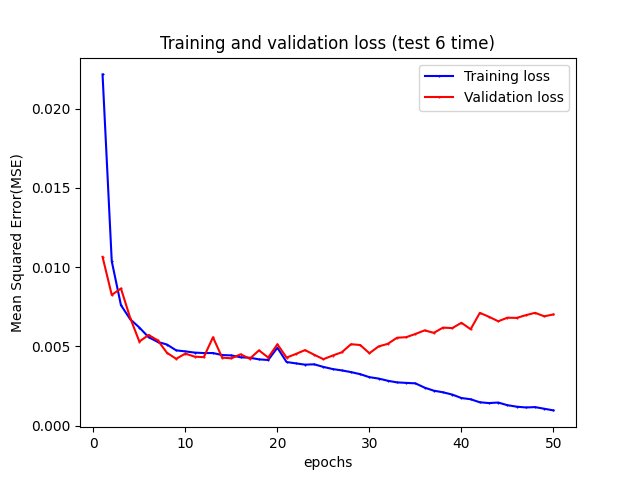 Training and validation loss (test 6 time)
Training loss
Validation loss
Mean Squared Error(MSE)
0.020
0.015
0.010
0.005
0.000
0 10 20 30 40 50
epochs